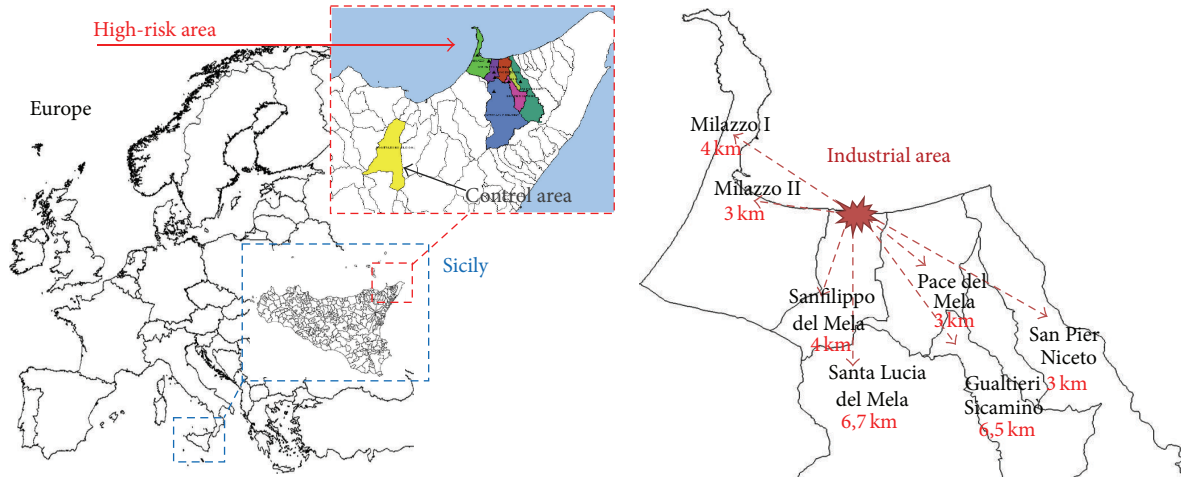 High-risk area
Europe
Control area
Sicily
Milazzo I
4 km
Industrial area
Milazzo II
3 km
Pace del
Mela
3 km
Sanfilippo
del Mela
4 km
San Pier
Niceto
3 km
Santa Lucia
del Mela
6,7 km
Gualtieri
Sicaminò
6,5 km